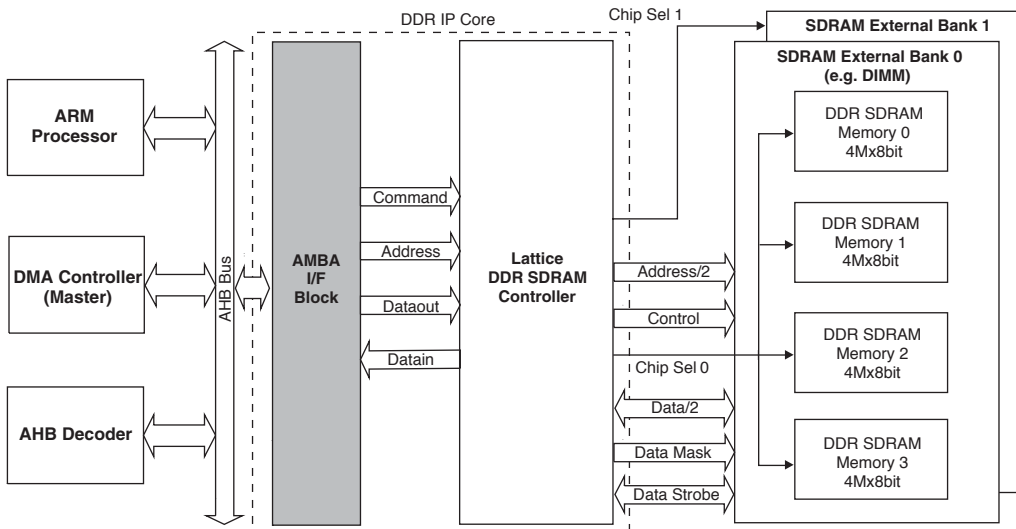 DDR IP Core
Chip Sel 1
SDRAM External Bank 1
SDRAM External Bank 0
(e.g. DIMM)
ARM
Processor
DMA Controller
(Master)
AHB Decoder
AHB Bus
AMBA
I/F
Block
Command
Address
Dataout
Datain
Lattice
DDR SDRAM
Controller
Address/2
Control
Chip Sel 0
Data/2
Data Mask
Data Strobe
DDR SDRAM
Memory 0
4Mx8bit
DDR SDRAM
Memory 1
4Mx8bit
DDR SDRAM
Memory 2
4Mx8bit
DDR SDRAM
Memory 3
4Mx8bit